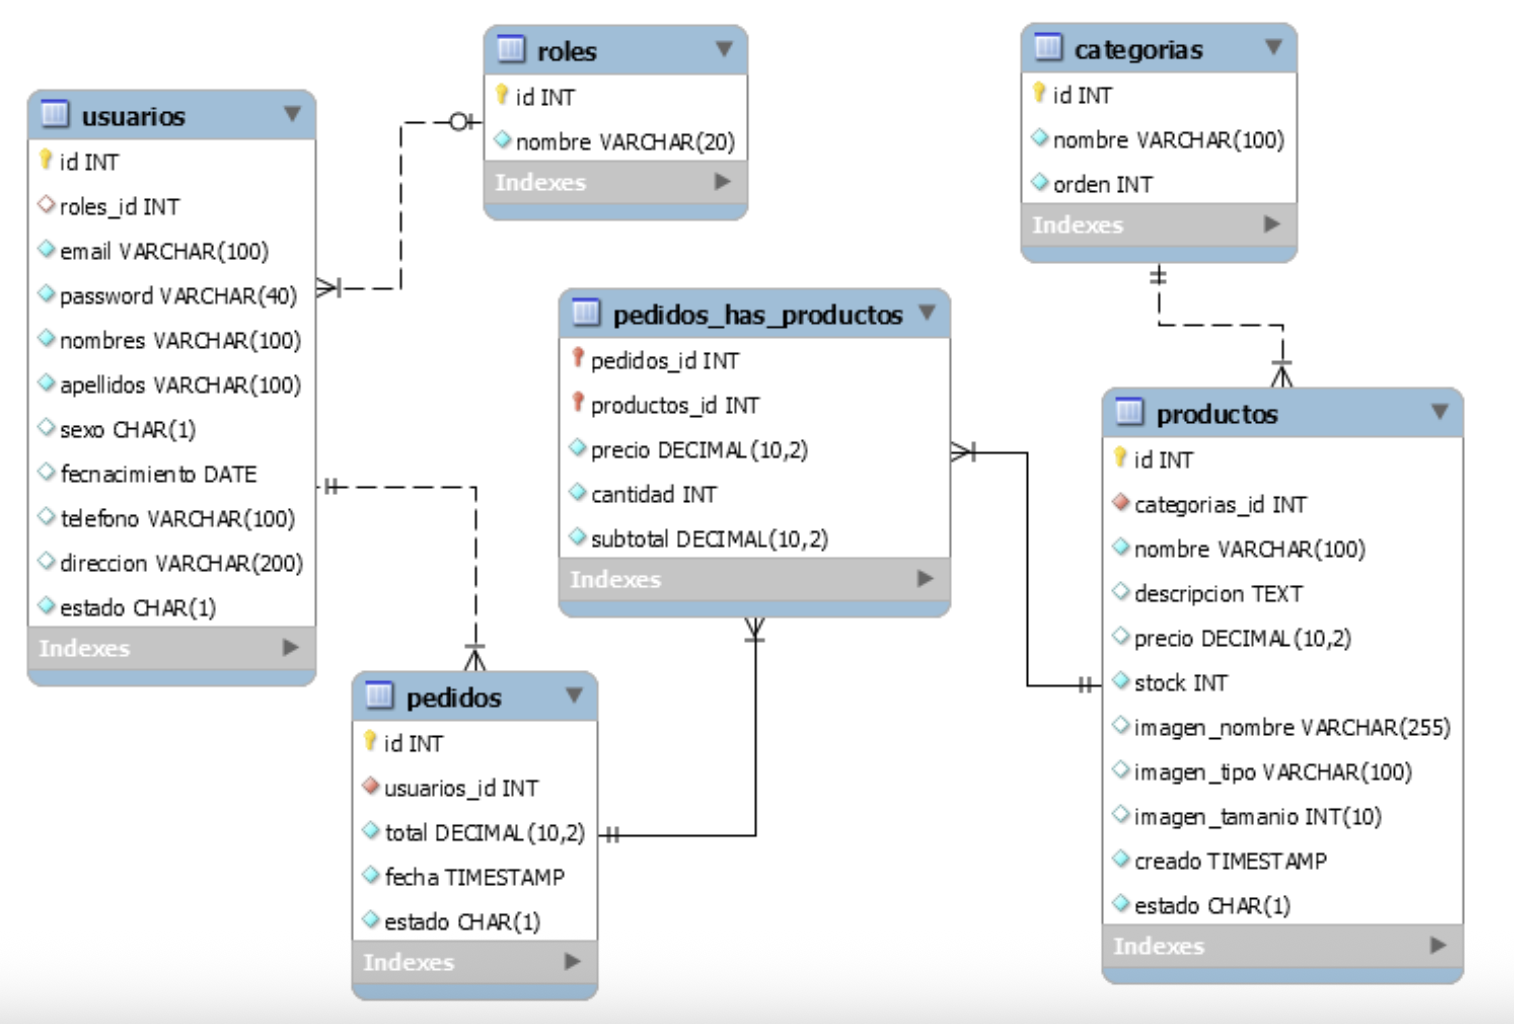 usuarios
id INT
roles_id INT
email VARCHAR(100)
password VARCHAR(40)
nombres VARCHAR(100)
apellidos VARCHAR(100)
sexo CHAR(1)
fecnacimiento DATE
telefono VARCHAR(100)
direccion VARCHAR(200)
estado CHAR(1)
Indexes
roles
id INT
nombre VARCHAR(20)
Indexes
categorias
id INT
nombre VARCHAR(100)
orden INT
Indexes
pedidos_has_productos
pedidos_id INT
productos_id INT
precio DECIMAL(10,2)
cantidad INT
subtotal DECIMAL(10,2)
Indexes
productos
id INT
categorias_id INT
nombre VARCHAR(100)
descripcion TEXT
precio DECIMAL(10,2)
stock INT
imagen_nombre VARCHAR(255)
imagen_tipo VARCHAR(100)
imagen_tamanio INT(10)
creado TIMESTAMP
estado CHAR(1)
Indexes
pedidos
id INT
usuarios_id INT
total DECIMAL(10,2)
fecha TIMESTAMP
estado CHAR(1)
Indexes